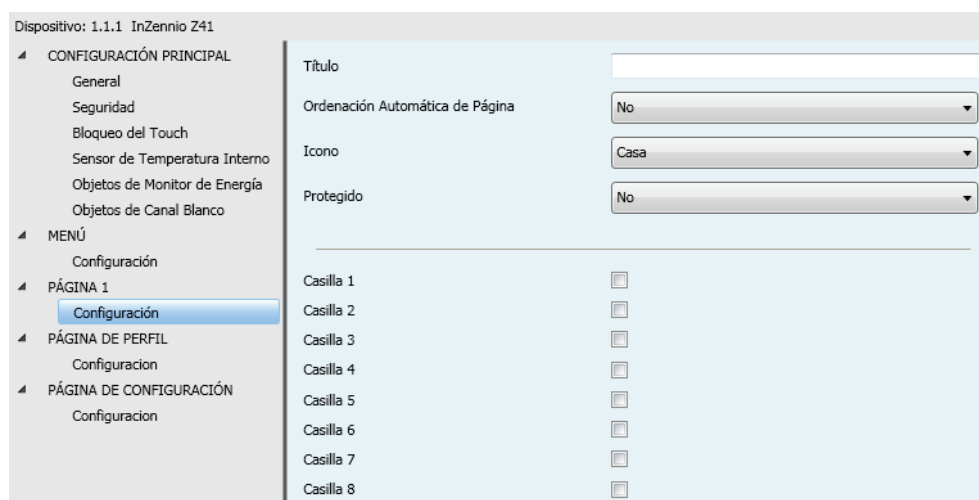 Dispositivo: 1.1.1 InZennio Z41
CONFIGURACIÓN PRINCIPAL
General
Seguridad
Bloqueo del Touch
Sensor de Temperatura Interno
Objetos de Monitor de Energía
Objetos de Canal Blanco
MENÚ
Configuración
PÁGINA 1
Configuración
PÁGINA DE PERFIL
Configuracion
PÁGINA DE CONFIGURACIÓN
Configuracion
Título
Ordenación Automática de Página No
Icono Casa
Protegido No
Casilla 1
Casilla 2
Casilla 3
Casilla 4
Casilla 5
Casilla 6
Casilla 7
Casilla 8